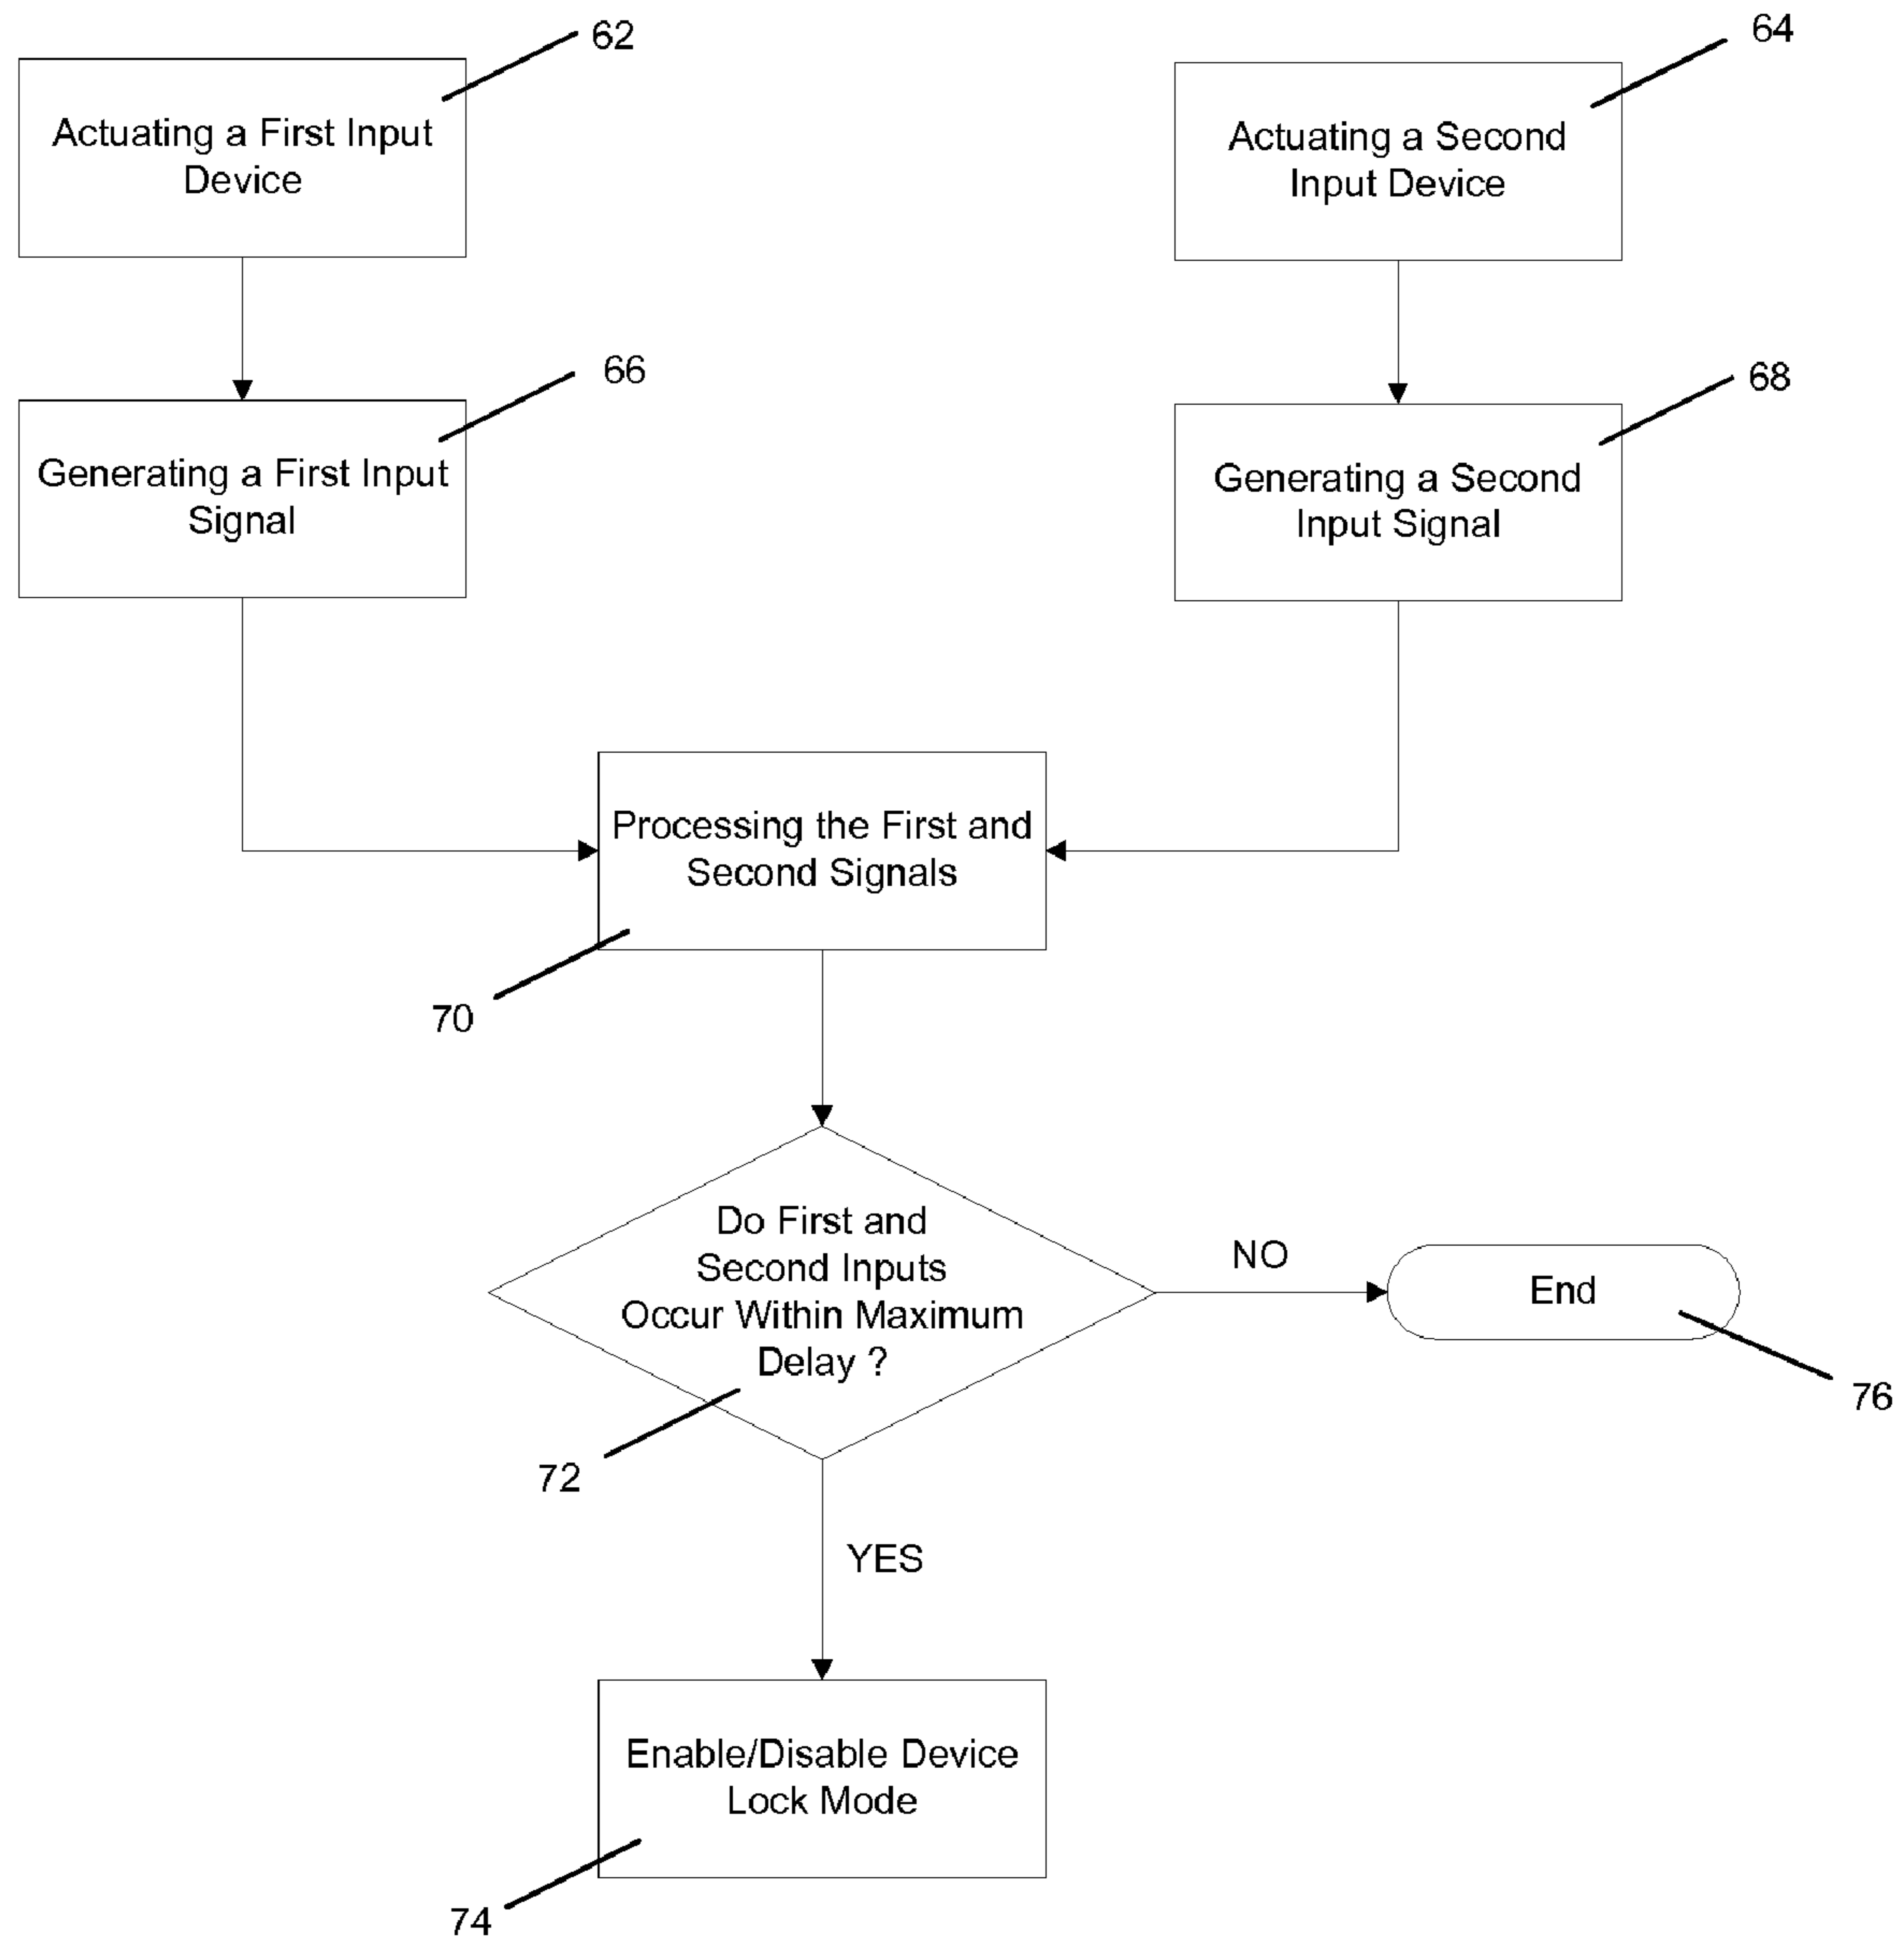 62
Actuating a First Input
Device
64
Actuating a Second
Input Device
66
Generating a First Input
Signal
68
Generating a Second
Input Signal
Processing the First and
Second Signals
70
Do First and
Second Inputs
Occur Within Maximum
Delay ?
72
NO
End
76
YES
Enable/Disable Device
Lock Mode
74